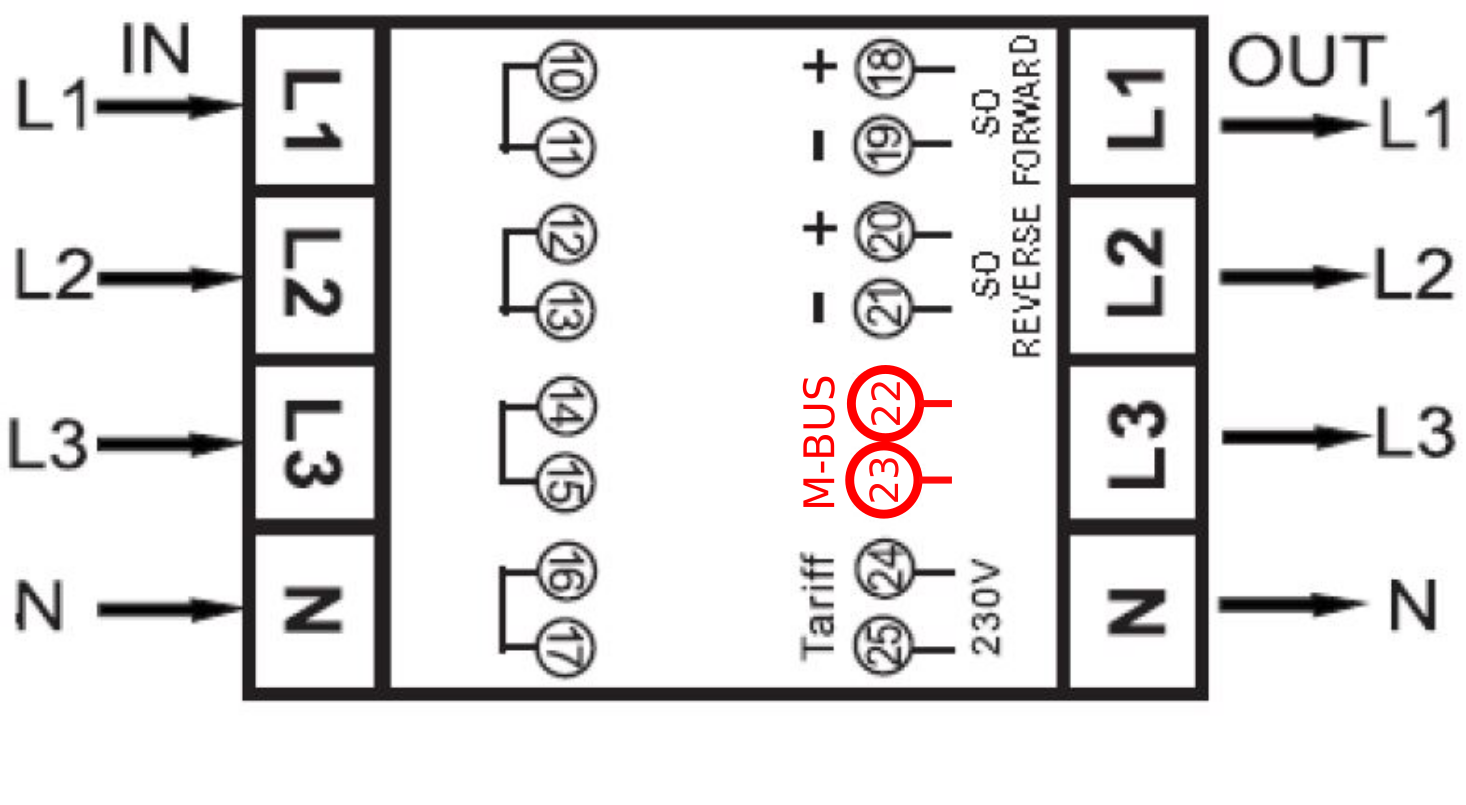 IN
L1
L2
L3
N
L1
L2
L3
N
10
11
12
13
14
15
16
17
+ 18
- 19
SO
FORWARD
+ 20
- 21
SO
REVERSE
M-BUS
22
23
Tariff
24
25
230V
L1
L2
L3
N
OUT
L1
L2
L3
N